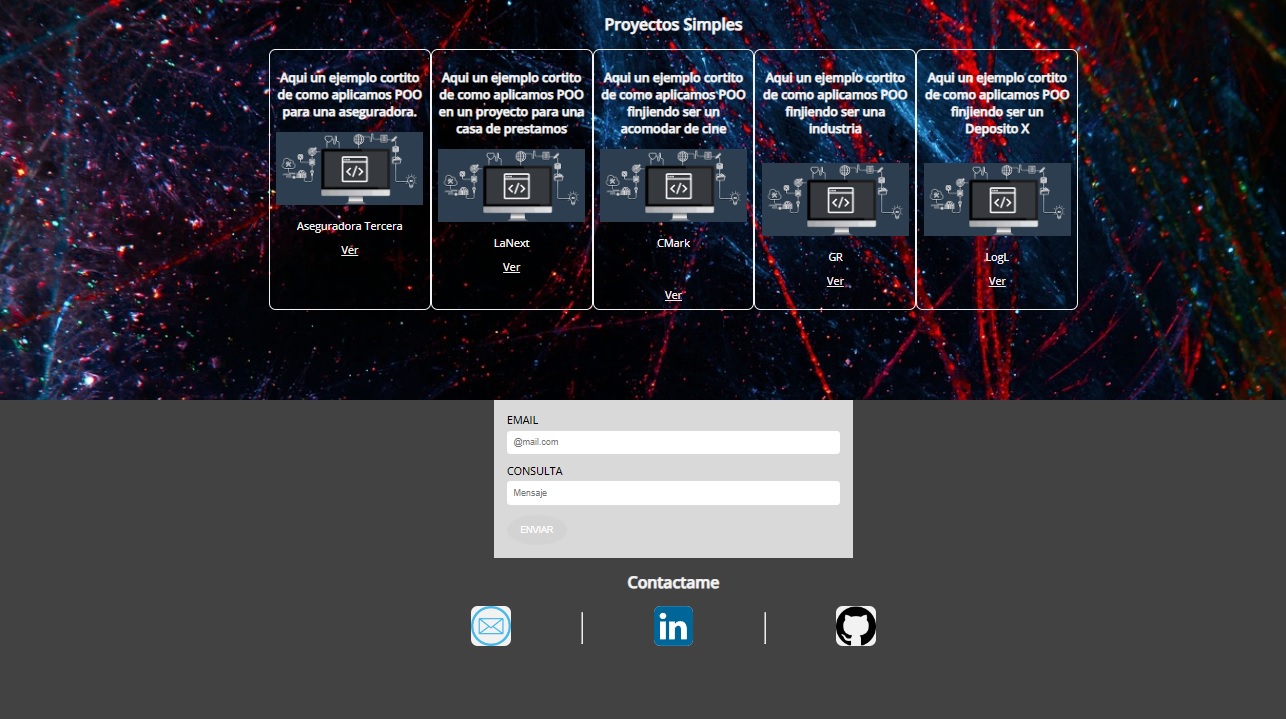 Proyectos Simples
Aqui un ejemplo cortito
de como aplicamos POO
para una aseguradora.
Aseguradora Tercera
Ver
Aqui un ejemplo cortito
de como aplicamos POO
en un proyecto para una
casa de prestamos
LaNext
Ver
Aqui un ejemplo cortito
de como aplicamos POO
finjiendo ser un
acomodar de cine
CMark
Ver
Aqui un ejemplo cortito
de como aplicamos POO
finjiendo ser una
industria
GR
Ver
Aqui un ejemplo cortito
de como aplicamos POO
finjiendo ser un
Deposito X
LogL
Ver
EMAIL
@mail.com
CONSULTA
Mensaje
ENVIAR
Contactame
in